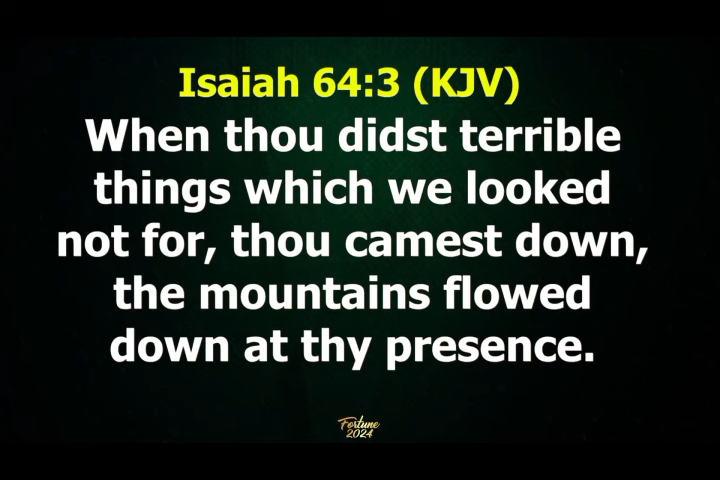 Isaiah 64:3 (KJV)
When thou didst terrible
things which we looked
not for, thou camest down,
the mountains flowed
down at thy presence.
Fortune
2024